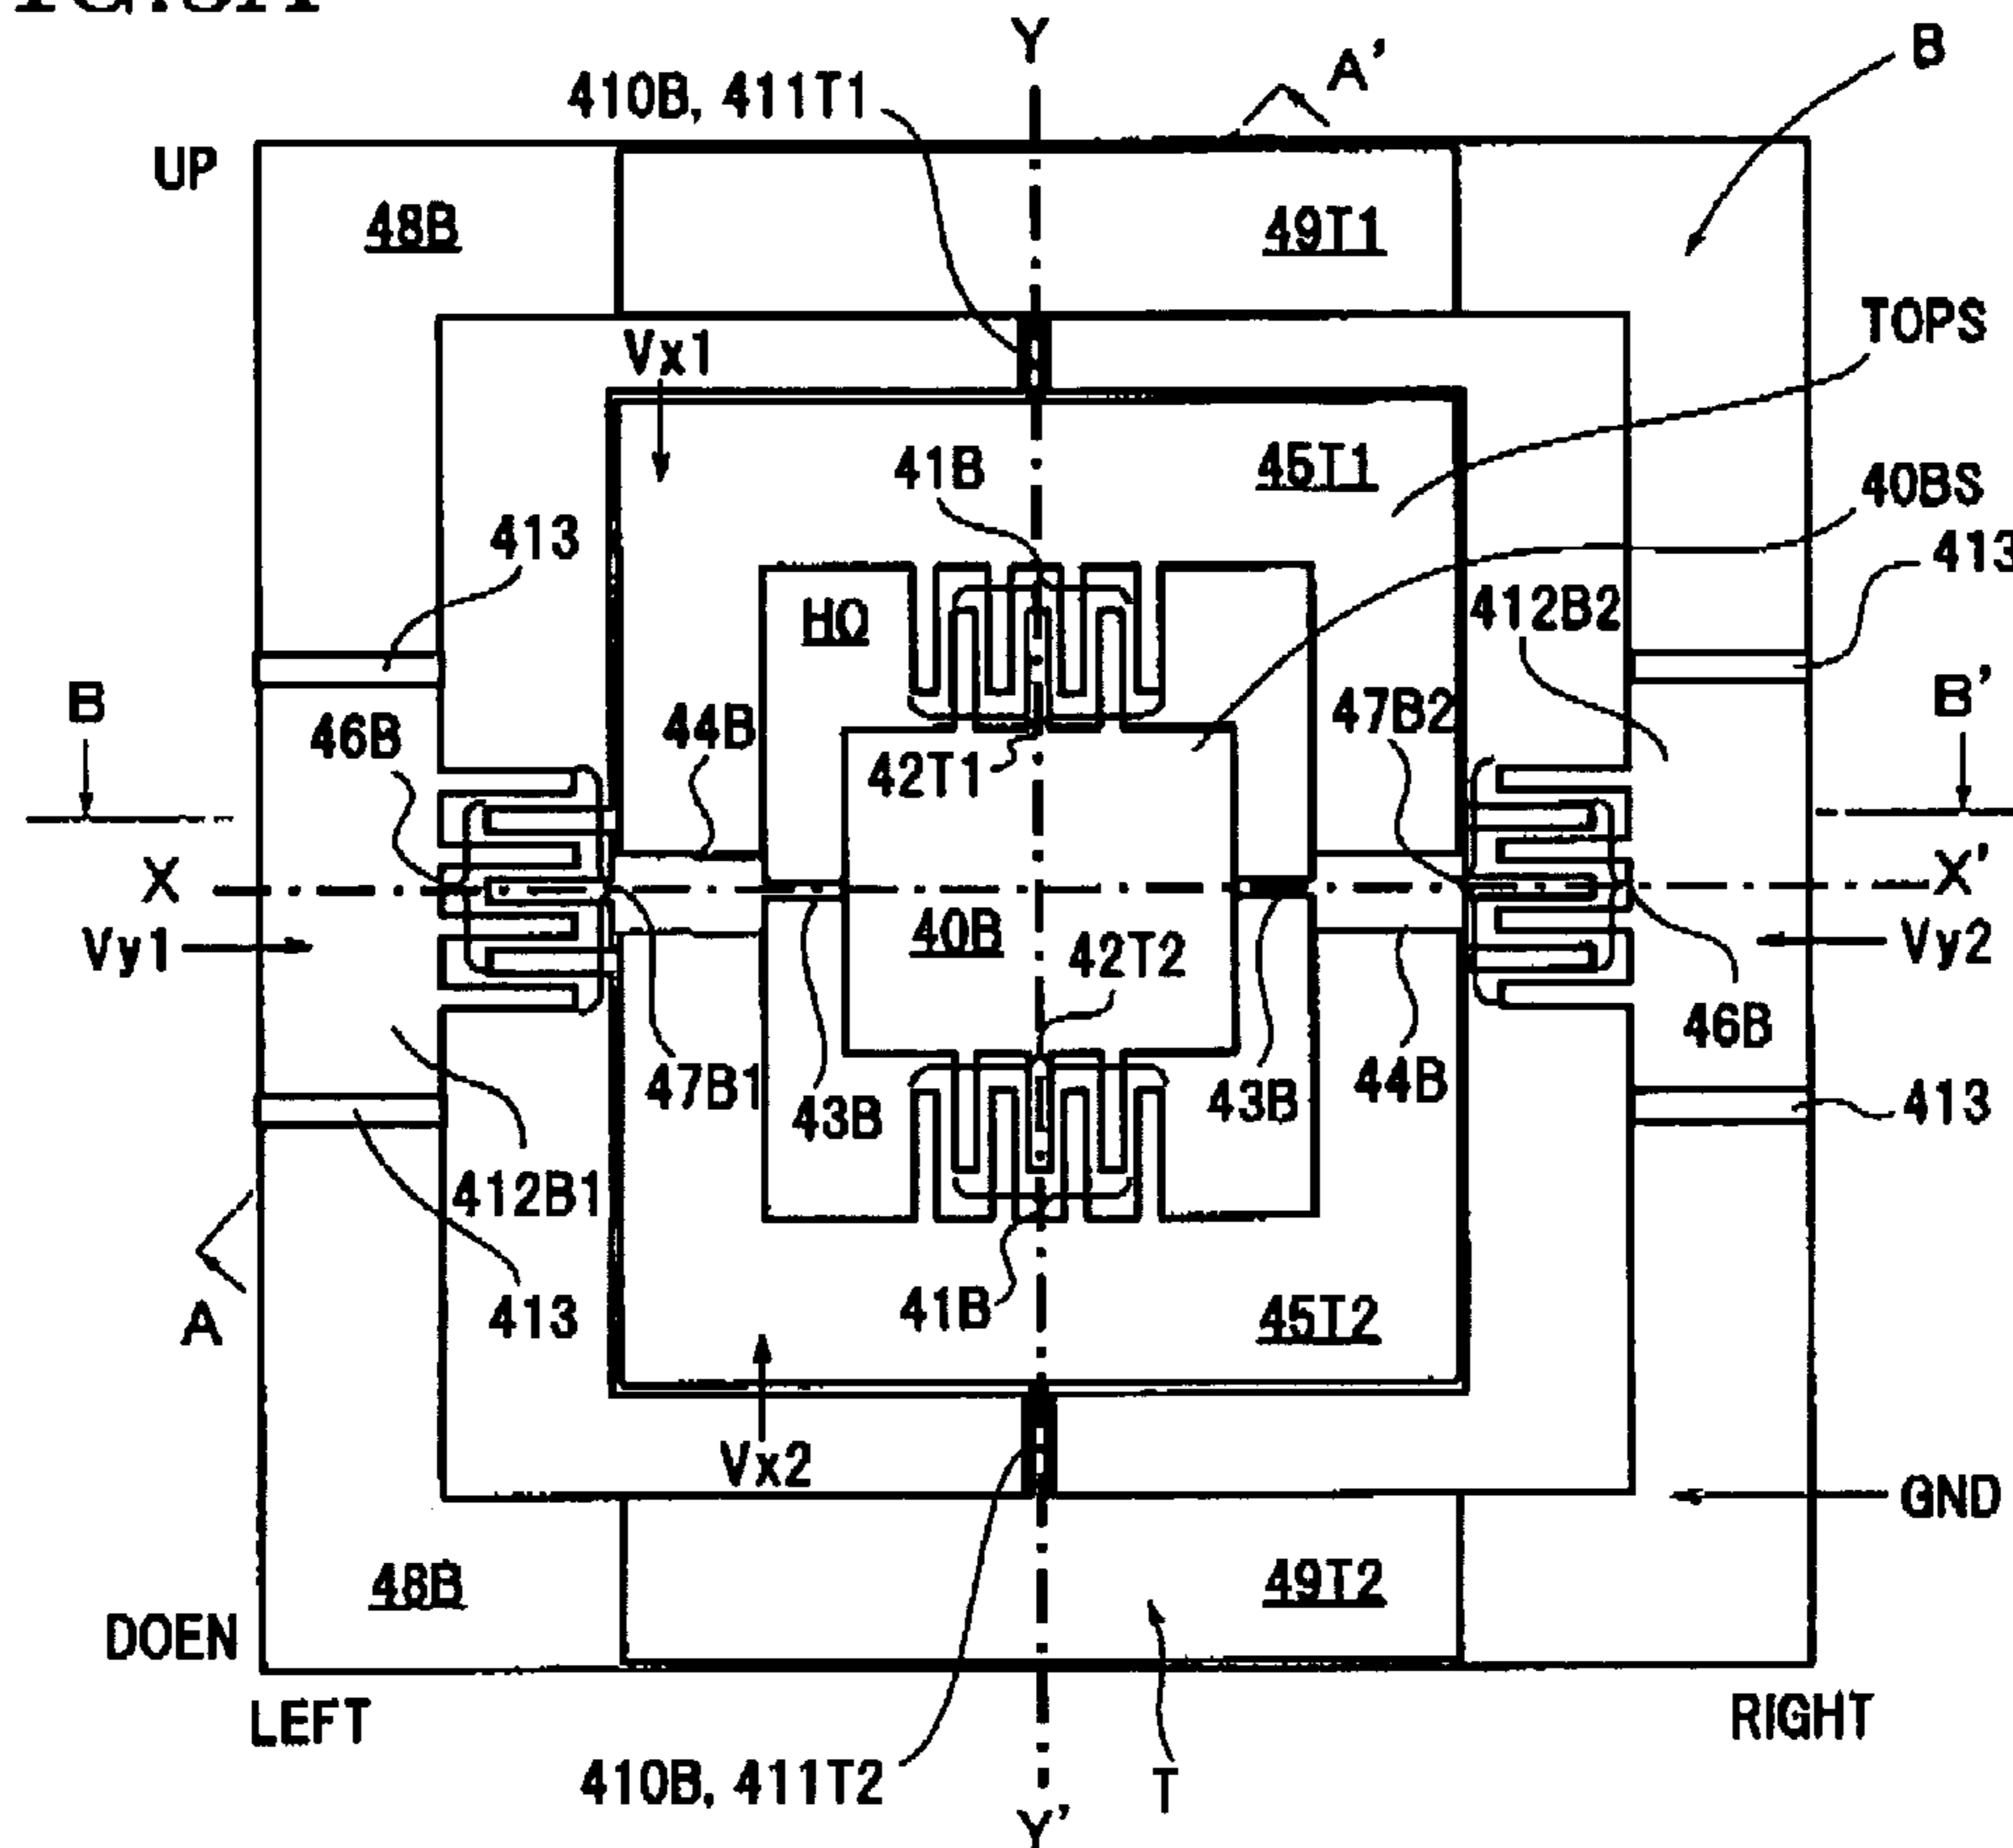 Y
A'
B
410B, 411T1
UP
48B
49T1
TOPS
Vx1
41B
45T1
40BS
413
413
HO
412B2
B
46B
44B
47B2
B'
42T1
X
X'
40B
Vy1
42T2
Vy2
46B
47B1
43B
43B
44B
413
412B1
A
413
41B
45T2
Vx2
GND
48B
49T2
DOEN
LEFT
RIGHT
410B, 411T2
T
Y'